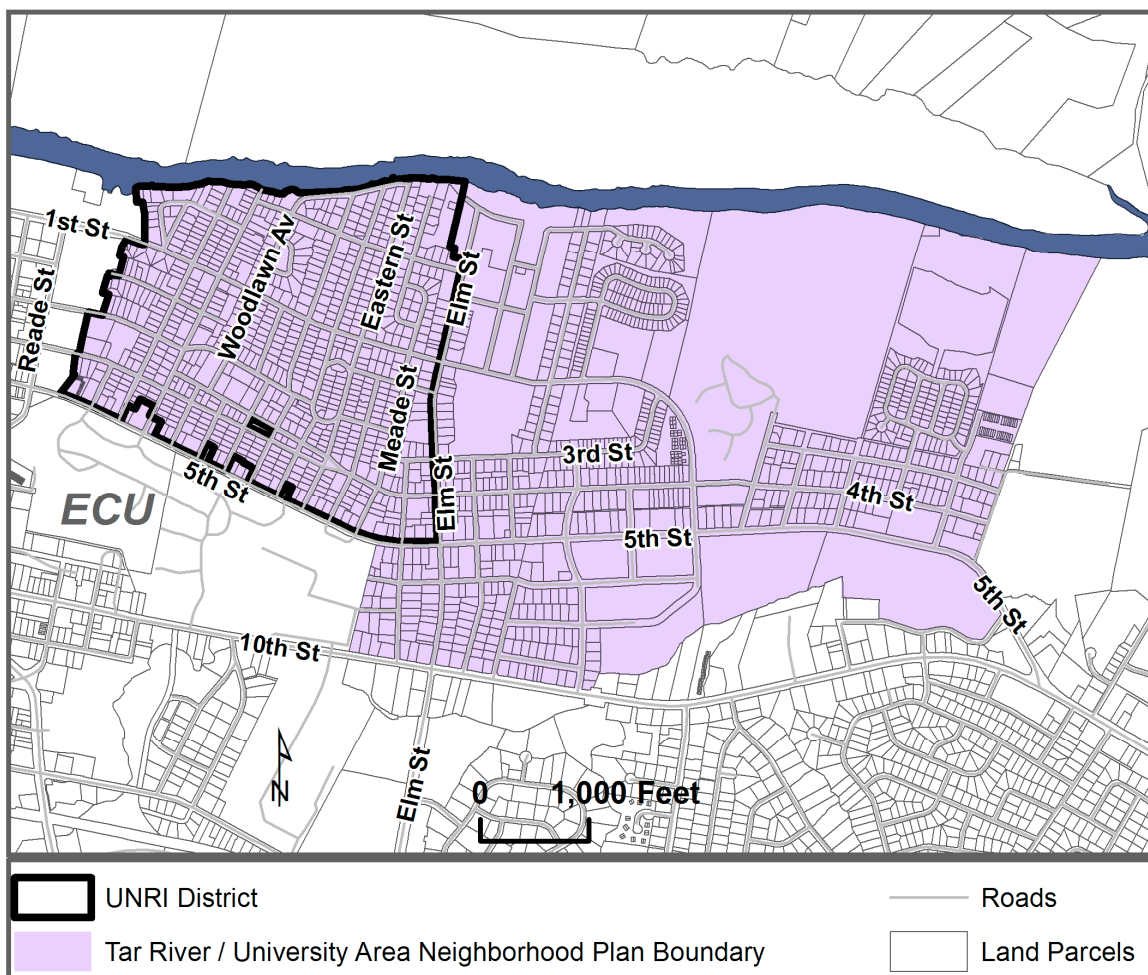 1st St
Reade St
Woodlawn Av
Eastern St
Elm St
Meade St
3rd St
Elm St
4th St
5th St
ECU
5th St
5th St
10th St
N
Elm St
0 1,000 Feet
UNRI District
Roads
Tar River / University Area Neighborhood Plan Boundary
Land Parcels